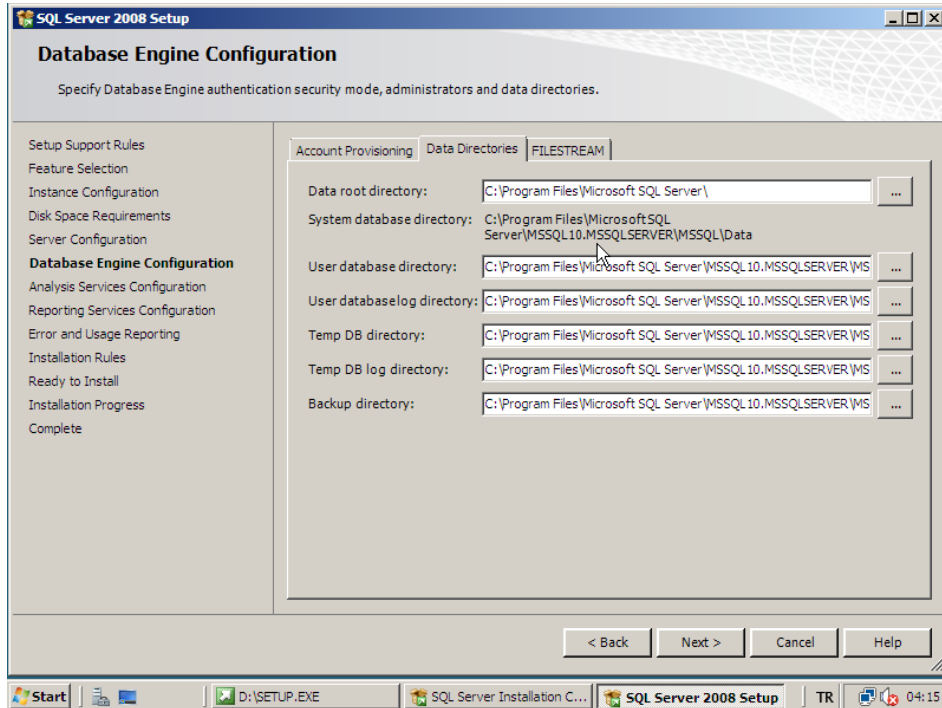 SQL Server 2008 Setup
Database Engine Configuration
Specify Database Engine authentication security mode, administrators and data directories.
Setup Support Rules
Feature Selection
Instance Configuration
Disk Space Requirements
Server Configuration
Database Engine Configuration
Analysis Services Configuration
Reporting Services Configuration
Error and Usage Reporting
Installation Rules
Ready to Install
Installation Progress
Complete
Account Provisioning Data Directories FILESTREAM
Data root directory: C:\Program Files\Microsoft SQL Server\ ...
System database directory: C:\Program Files\Microsoft SQL
Server\MSSQL10.MSSQLSERVER\MSSQL\Data
User database directory: C:\Program Files\Microsoft SQL Server\MSSQL10.MSSQLSERVER\MS ...
User database log directory: C:\Program Files\Microsoft SQL Server\MSSQL10.MSSQLSERVER\MS ...
Temp DB directory: C:\Program Files\Microsoft SQL Server\MSSQL10.MSSQLSERVER\MS ...
Temp DB log directory: C:\Program Files\Microsoft SQL Server\MSSQL10.MSSQLSERVER\MS ...
Backup directory: C:\Program Files\Microsoft SQL Server\MSSQL10.MSSQLSERVER\MS ...
< Back Next > Cancel Help
Start D:\SETUP.EXE SQL Server Installation C... SQL Server 2008 Setup TR 04:15